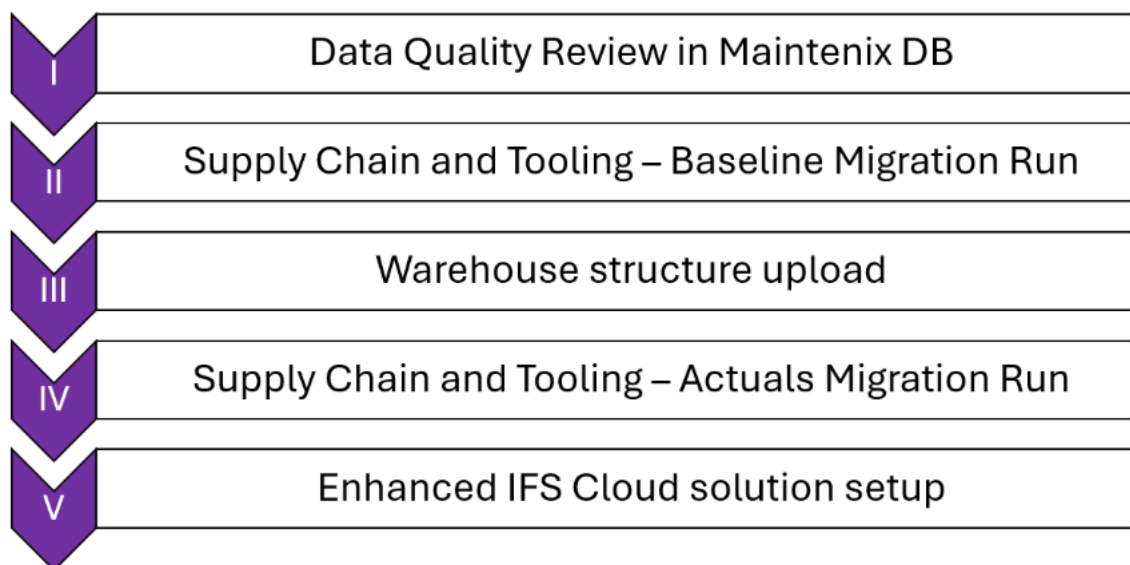 I
Data Quality Review in Maintenix DB
II
Supply Chain and Tooling – Baseline Migration Run
III
Warehouse structure upload
IV
Supply Chain and Tooling – Actuals Migration Run
V
Enhanced IFS Cloud solution setup